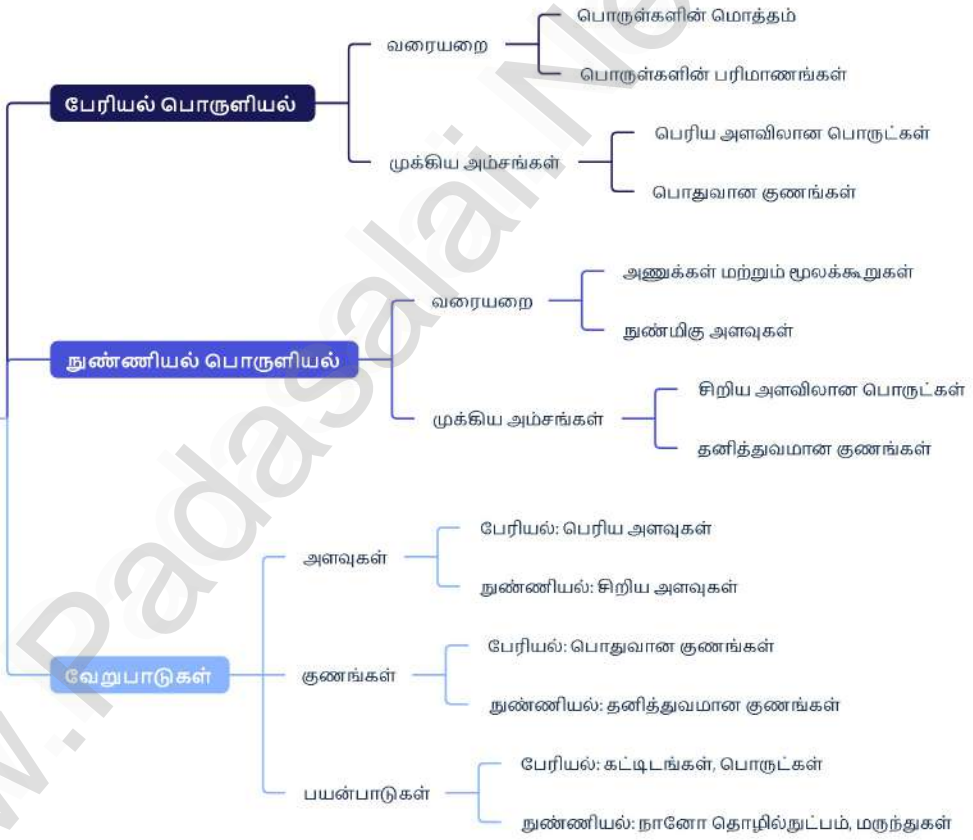 பேரியல் பொருளியல்
வரையறை
பொருள்களின் மொத்தம்
பொருள்களின் பரிமாணங்கள்
முக்கிய அம்சங்கள்
பெரிய அளவிலான பொருட்கள்
பொதுவான குணங்கள்
நுண்ணியல் பொருளியல்
வரையறை
அணுக்கள் மற்றும் மூலக்கூறுகள்
நுண்மிகு அளவுகள்
முக்கிய அம்சங்கள்
சிறிய அளவிலான பொருட்கள்
தனித்துவமான குணங்கள்
வேறுபாடுகள்
அளவுகள்
பேரியல்: பெரிய அளவுகள்
நுண்ணியல்: சிறிய அளவுகள்
குணங்கள்
பேரியல்: பொதுவான குணங்கள்
நுண்ணியல்: தனித்துவமான குணங்கள்
பயன்பாடுகள்
பேரியல்: கட்டிடங்கள், பொருட்கள்
நுண்ணியல்: நானோ தொழில்நுட்பம், மருந்துகள்
w.Padasalai.Ne